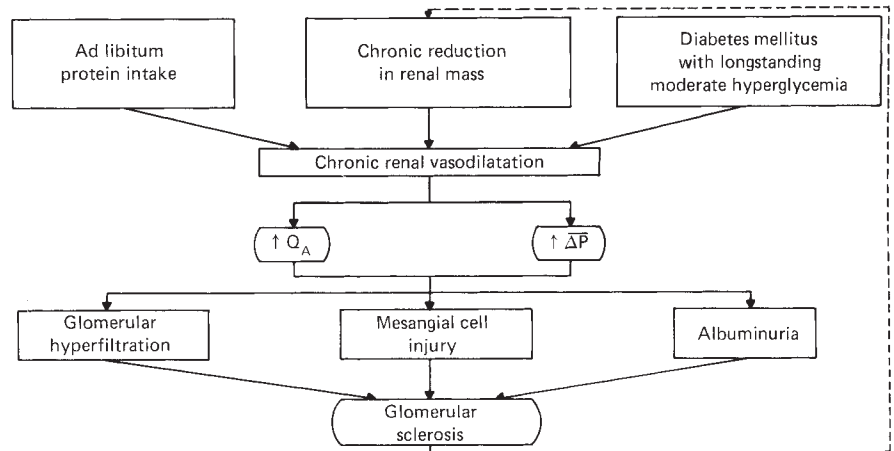 Ad libitum
protein intake
Chronic reduction
in renal mass
Diabetes mellitus
with longstanding
moderate hyperglycemia
Chronic renal vasodilatation
↑ Q_A
↑ \overline{ΔP}
Glomerular
hyperfiltration
Mesangial cell
injury
Albuminuria
Glomerular
sclerosis